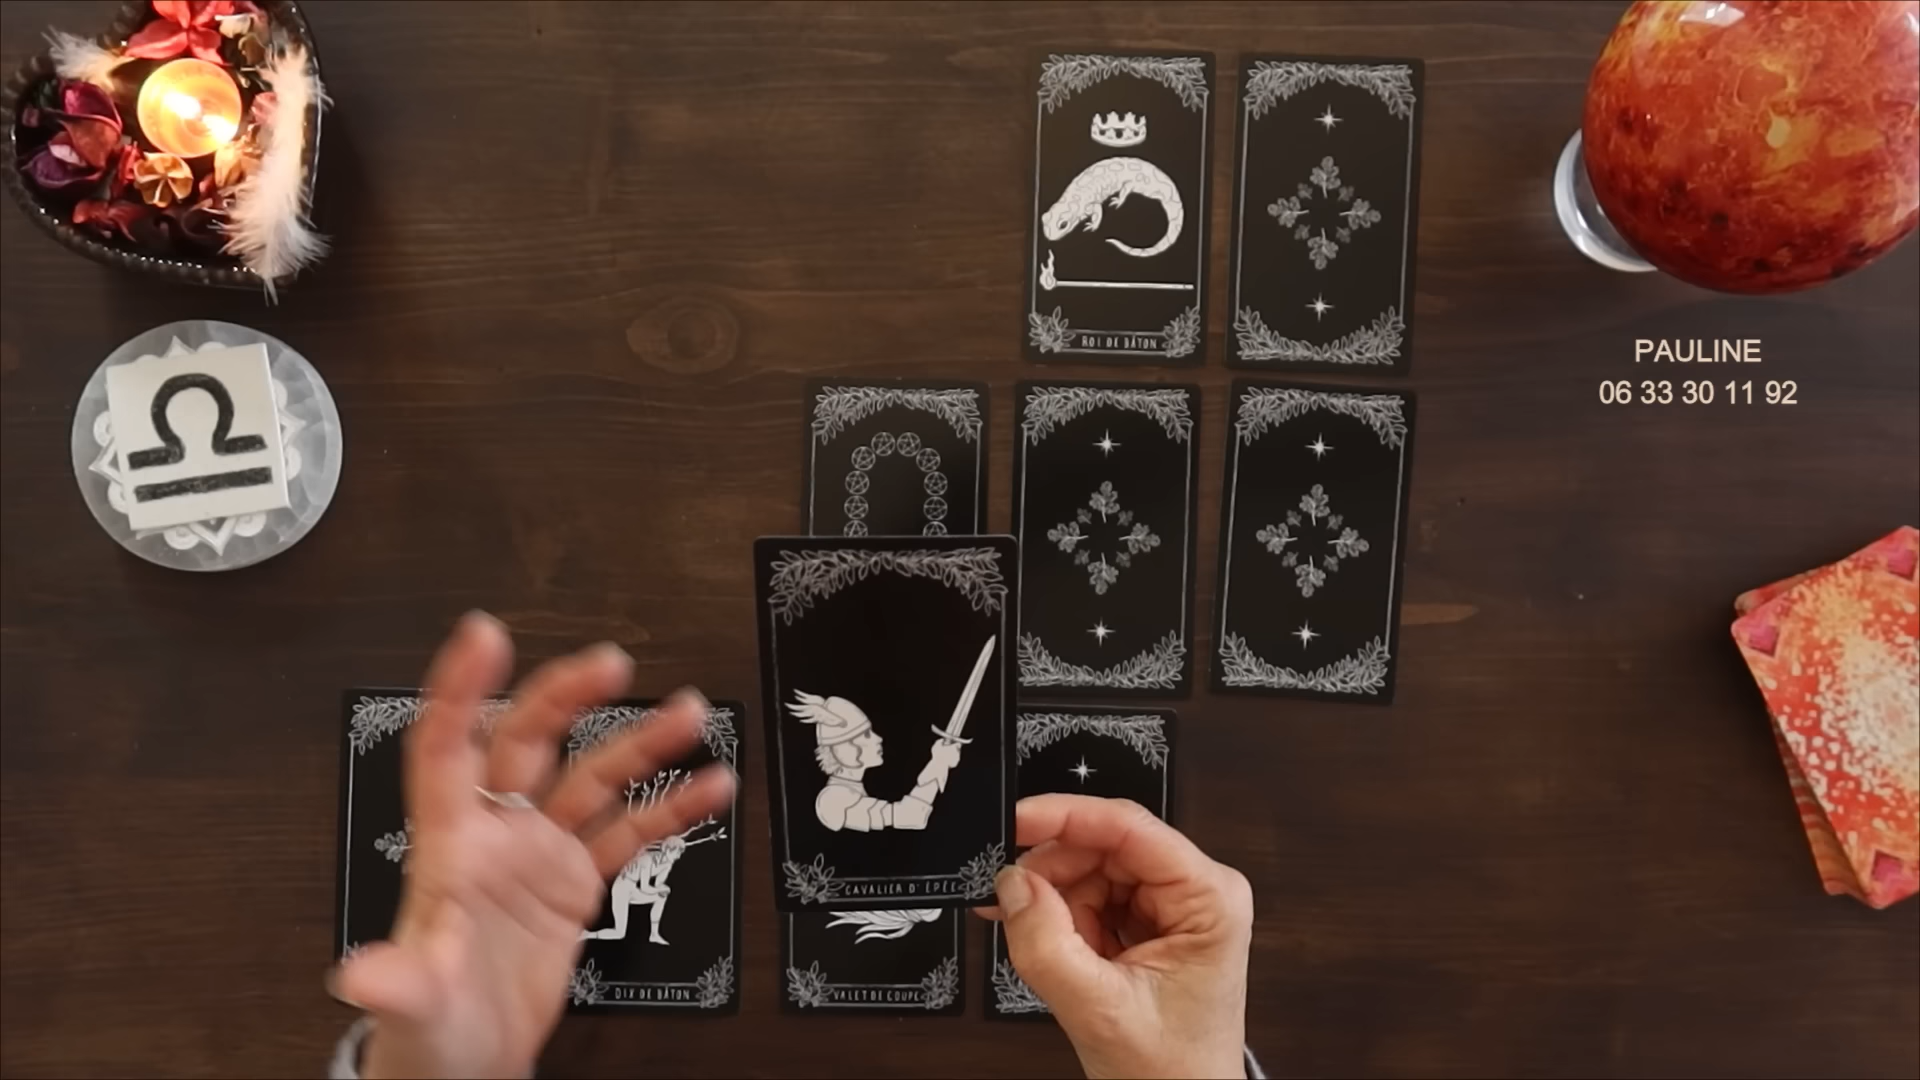 ROI DE BÂTON
PAULINE
06 33 30 11 92
CAVALIER D' ÉPÉE
DIX DE BÂTON
VALET DE COUPE